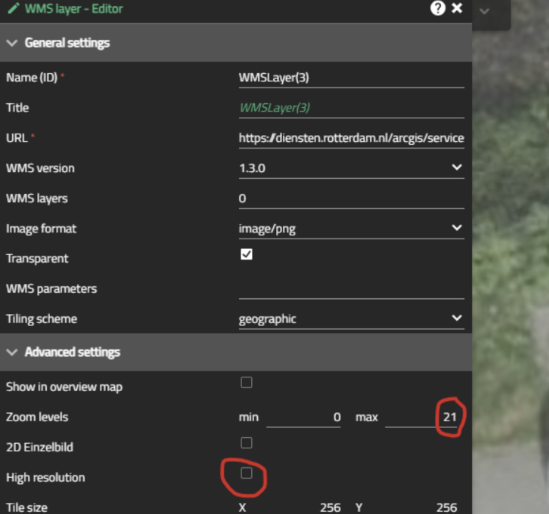 WMS layer - Editor
General settings
Name (ID) * WMSLayer(3)
Title WMSLayer(3)
URL * https://diensten.rotterdam.nl/arcgis/service
WMS version 1.3.0
WMS layers 0
Image format image/png
Transparent
WMS parameters
Tiling scheme geographic
Advanced settings
Show in overview map
Zoom levels min 0 max 21
2D Einzelbild
High resolution
Tile size X 256 Y 256